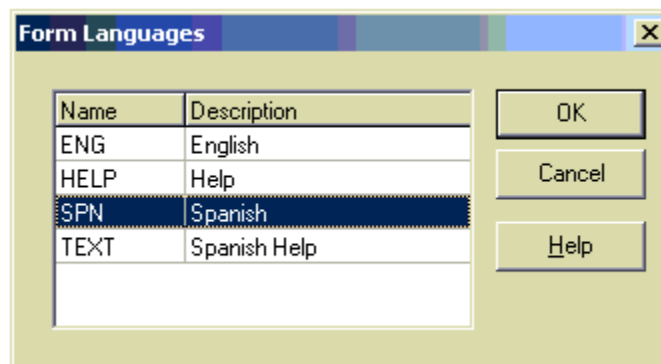 Form Languages
Name Description
ENG English
HELP Help
SPN Spanish
TEXT Spanish Help
OK
Cancel
Help